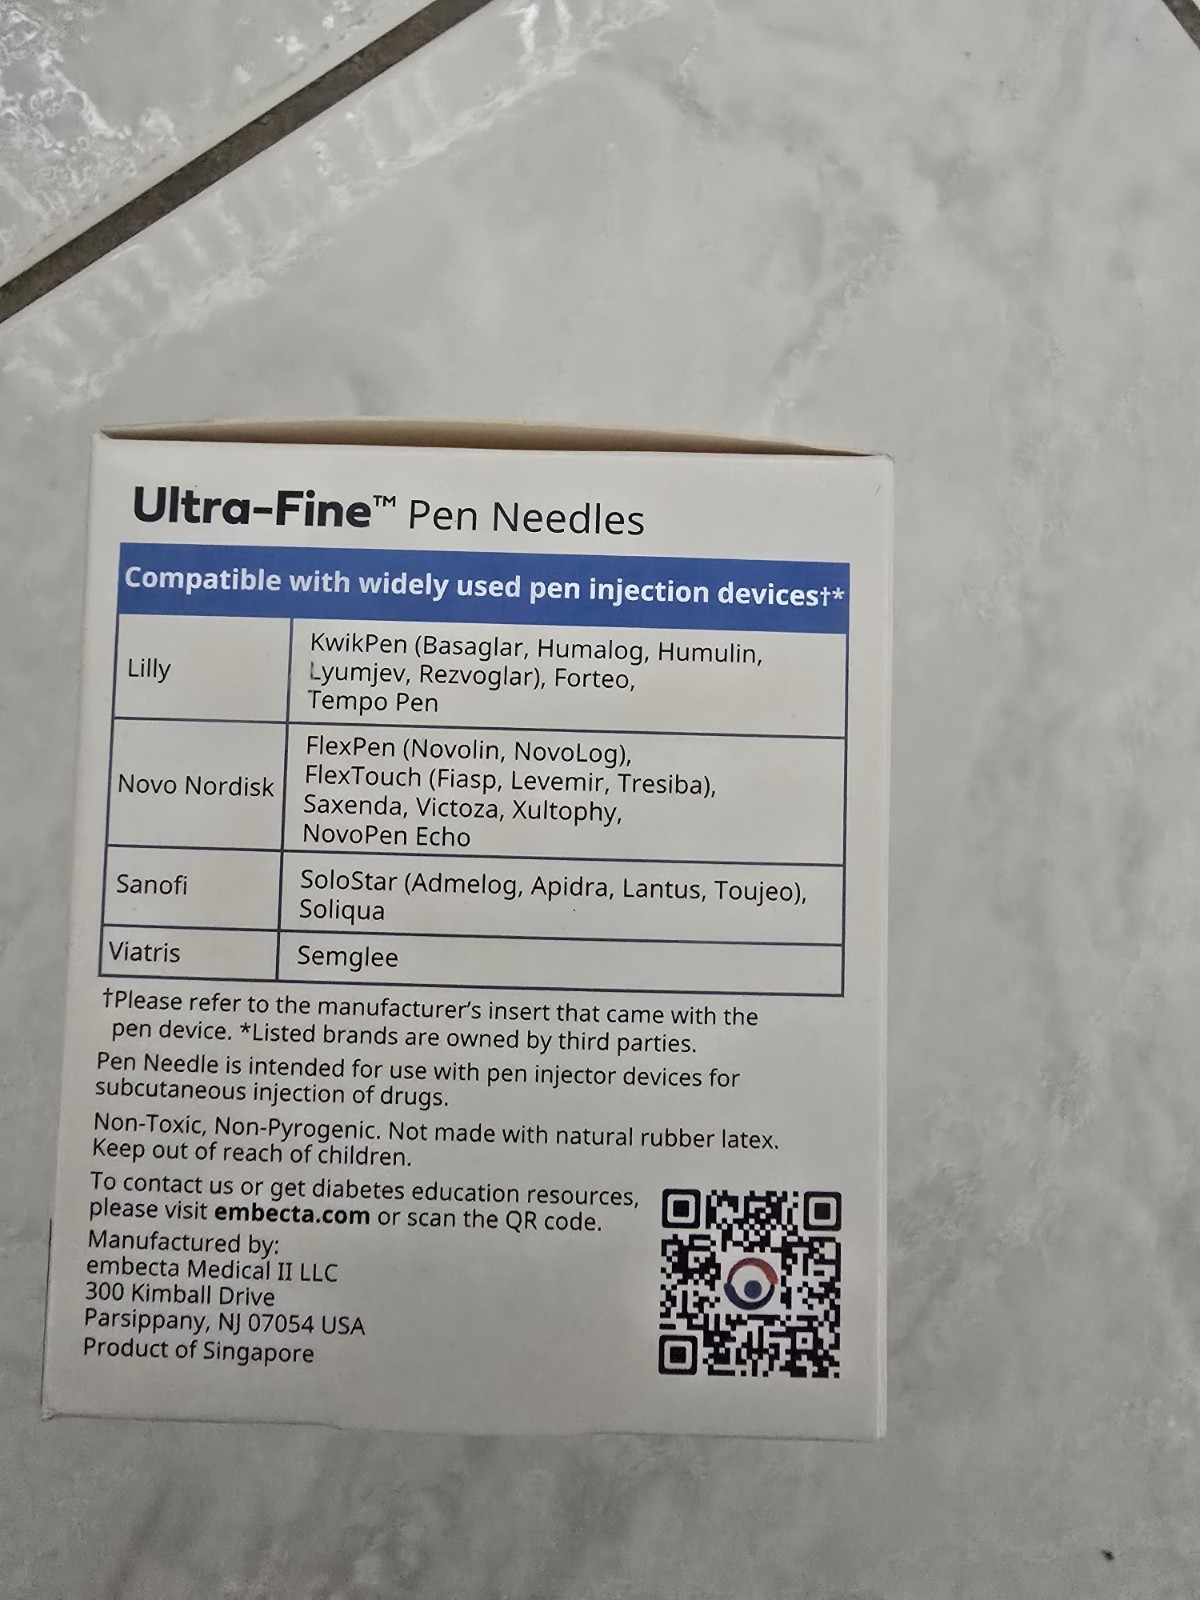 Ultra-Fine™ Pen Needles
Compatible with widely used pen injection devices†*
Lilly
KwikPen (Basaglar, Humalog, Humulin,
Lyumjev, Rezvoglar), Forteo,
Tempo Pen
Novo Nordisk
FlexPen (Novolin, NovoLog),
FlexTouch (Fiasp, Levemir, Tresiba),
Saxenda, Victoza, Xultophy,
NovoPen Echo
Sanofi
SoloStar (Admelog, Apidra, Lantus, Toujeo),
Soliqua
Viatris
Semglee
†Please refer to the manufacturer’s insert that came with the
pen device. *Listed brands are owned by third parties.
Pen Needle is intended for use with pen injector devices for
subcutaneous injection of drugs.
Non-Toxic, Non-Pyrogenic. Not made with natural rubber latex.
Keep out of reach of children.
To contact us or get diabetes education resources,
please visit embecta.com or scan the QR code.
Manufactured by:
embecta Medical II LLC
300 Kimball Drive
Parsippany, NJ 07054 USA
Product of Singapore